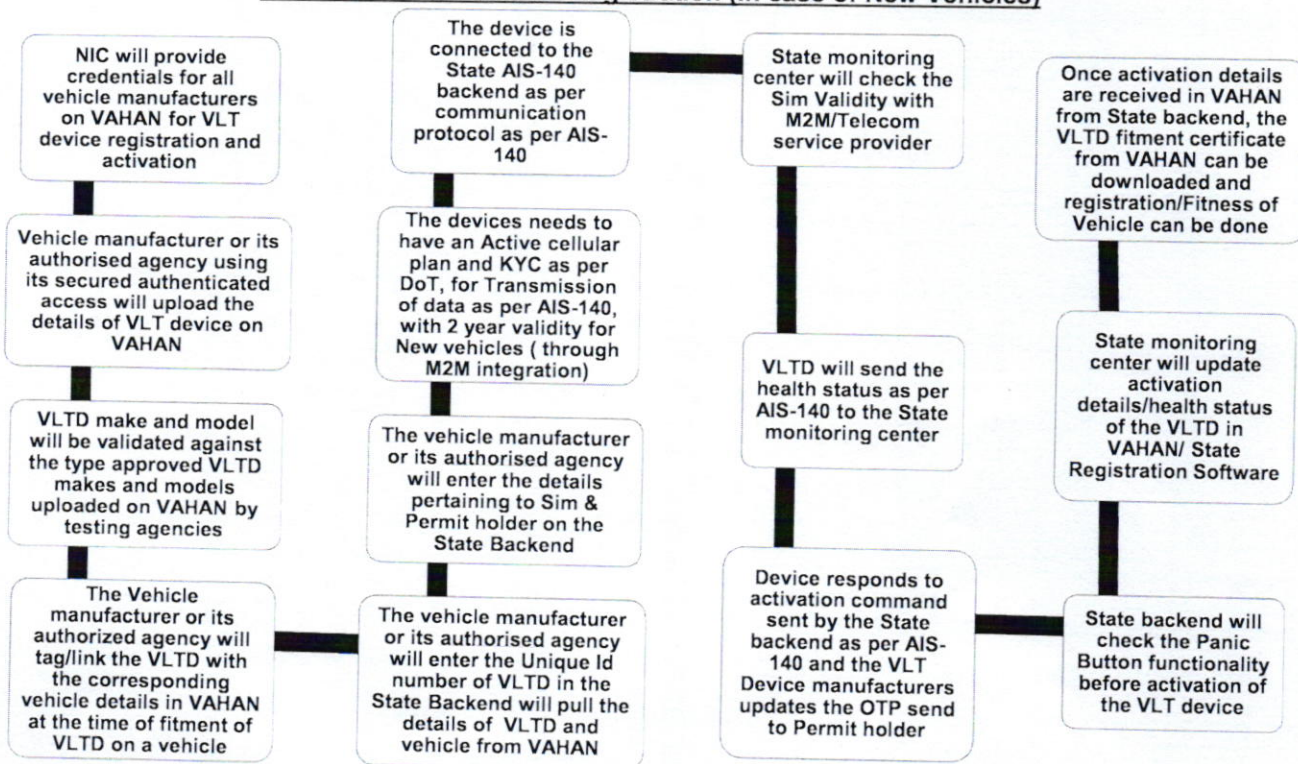 (in case of New Vehicles)
NIC will provide
credentials for all
vehicle manufacturers
on VAHAN for VLT
device registration and
activation
Vehicle manufacturer or its
authorised agency using
its secured authenticated
access will upload the
details of VLT device on
VAHAN
VLTD make and model
will be validated against
the type approved VLTD
makes and models
uploaded on VAHAN by
testing agencies
The Vehicle
manufacturer or its
authorized agency will
tag/link the VLTD with
the corresponding
vehicle details in VAHAN
at the time of fitment of
VLTD on a vehicle
The vehicle manufacturer
or its authorised agency
will enter the Unique Id
number of VLTD in the
State Backend will pull the
details of VLTD and
vehicle from VAHAN
The vehicle manufacturer
or its authorised agency
will enter the details
pertaining to Sim &
Permit holder on the
State Backend
The devices needs to
have an Active cellular
plan and KYC as per
DoT, for Transmission
of data as per AIS-140,
with 2 year validity for
New vehicles ( through
M2M integration)
The device is
connected to the
State AIS-140
backend as per
communication
protocol as per AIS-
140
State monitoring
center will check the
Sim Validity with
M2M/Telecom
service provider
VLTD will send the
health status as per
AIS-140 to the State
monitoring center
Device responds to
activation command
sent by the State
backend as per AIS-
140 and the VLT
Device manufacturers
updates the OTP send
to Permit holder
State backend will
check the Panic
Button functionality
before activation of
the VLT device
State monitoring
center will update
activation
details/health status
of the VLTD in
VAHAN/ State
Registration Software
Once activation details
are received in VAHAN
from State backend, the
VLTD fitment certificate
from VAHAN can be
downloaded and
registration/Fitness of
Vehicle can be done